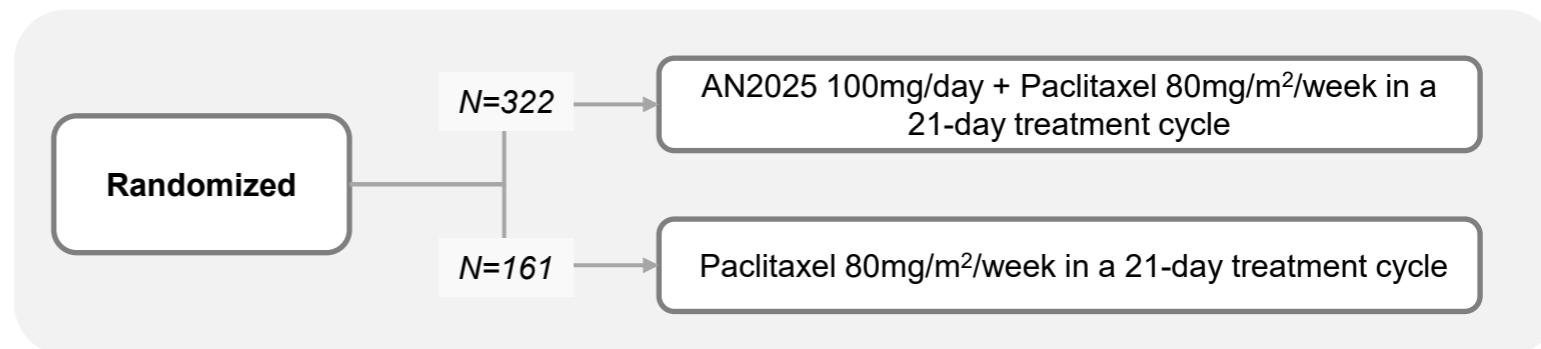 N=322
AN2025 100mg/day + Paclitaxel 80mg/m²/week in a
21-day treatment cycle
Randomized
N=161
Paclitaxel 80mg/m²/week in a 21-day treatment cycle